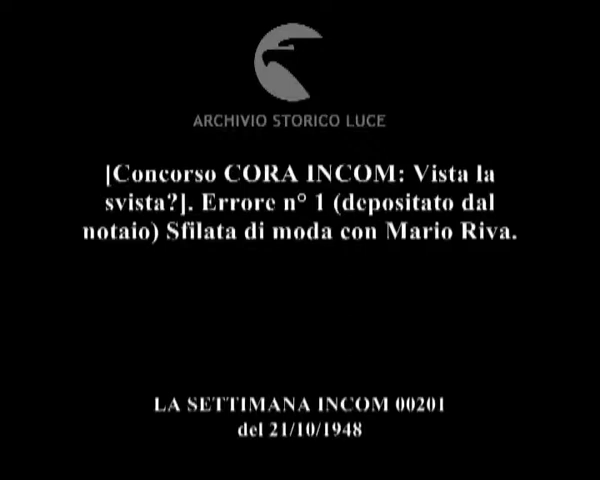 ARCHIVIO STORICO LUCE
[Concorso CORA INCOM: Vista la
svista?]. Errore n° 1 (depositato dal
notaio) Sfilata di moda con Mario Riva.
LA SETTIMANA INCOM 00201
del 21/10/1948